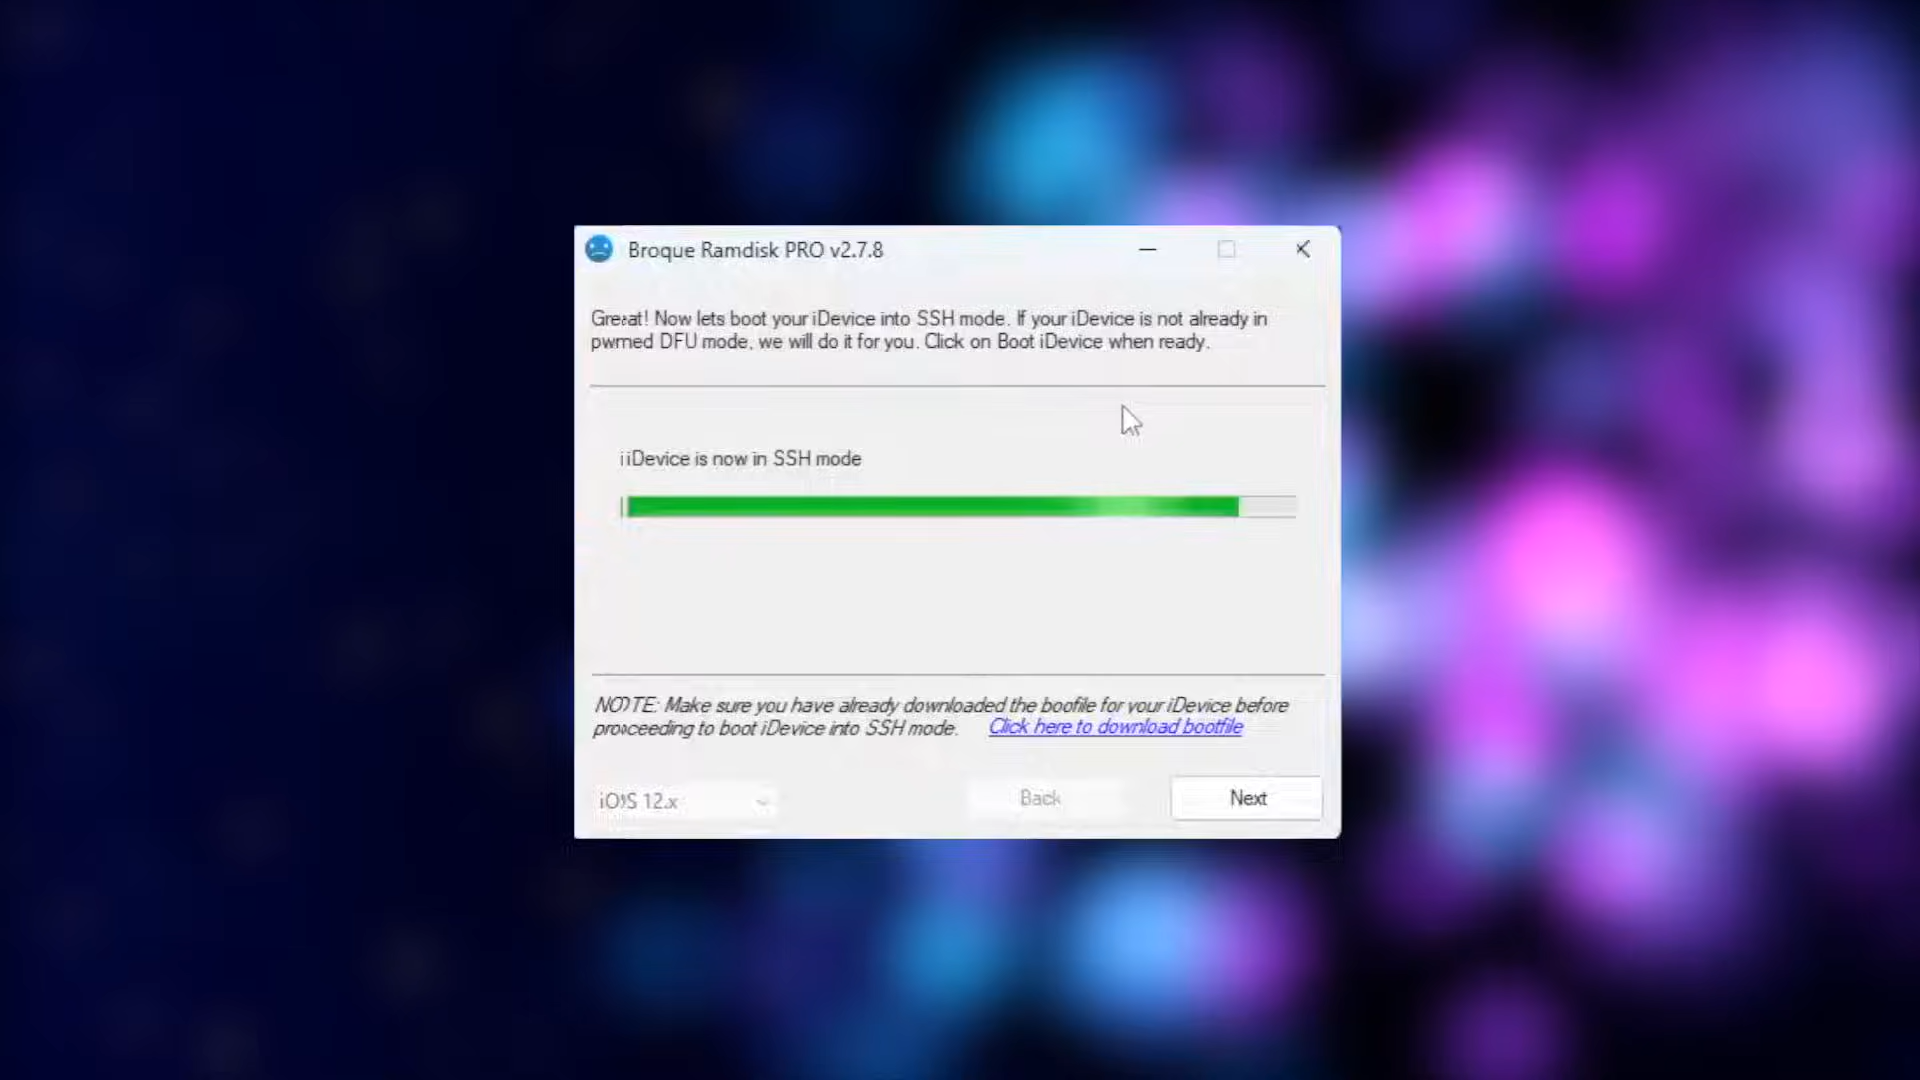 Broque Ramdisk PRO v2.7.8
Great! Now lets boot your iDevice into SSH mode. If your iDevice is not already in
pwned DFU mode, we will do it for you. Click on Boot iDevice when ready.
iDevice is now in SSH mode
NOTE: Make sure you have already downloaded the boofile for your iDevice before
proceeding to boot iDevice into SSH mode. Click here to download bootfile
iOS 12.x
Back
Next